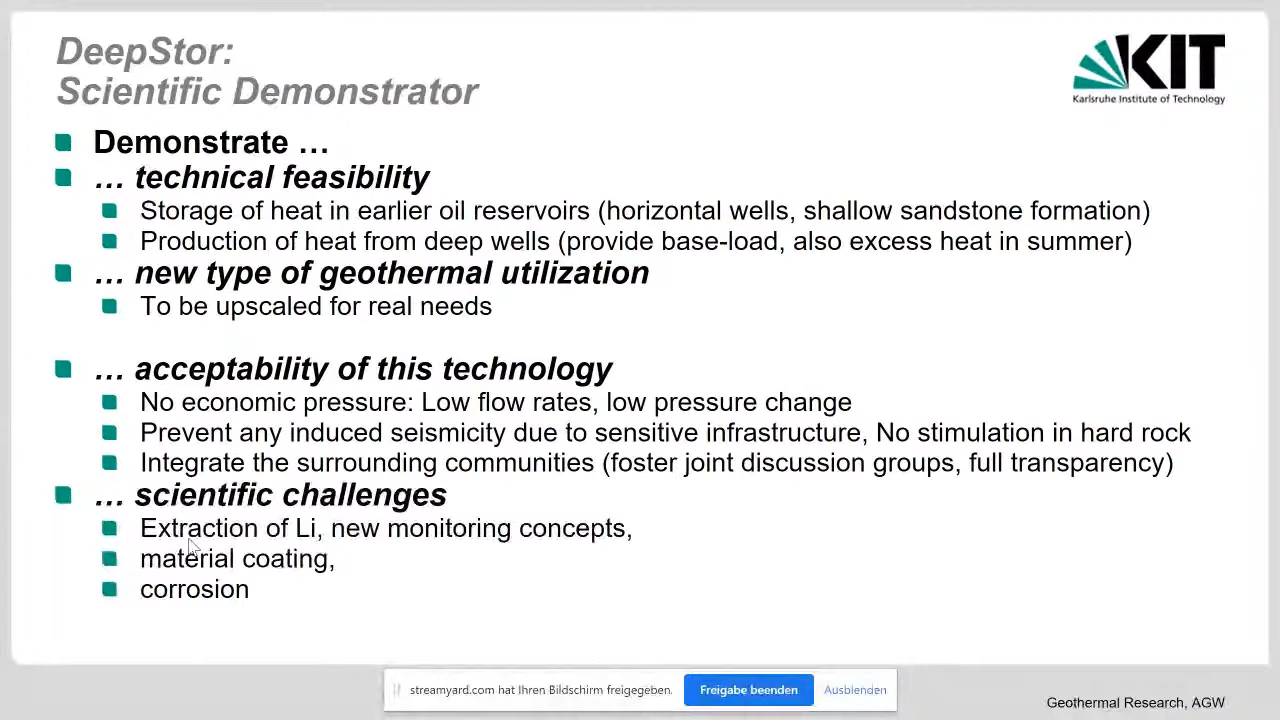 DeepStor:
Scientific Demonstrator
KIT
Karlsruhe Institute of Technology
Demonstrate …
… technical feasibility
Storage of heat in earlier oil reservoirs (horizontal wells, shallow sandstone formation)
Production of heat from deep wells (provide base-load, also excess heat in summer)
… new type of geothermal utilization
To be upscaled for real needs
… acceptability of this technology
No economic pressure: Low flow rates, low pressure change
Prevent any induced seismicity due to sensitive infrastructure, No stimulation in hard rock
Integrate the surrounding communities (foster joint discussion groups, full transparency)
… scientific challenges
Extraction of Li, new monitoring concepts,
material coating,
corrosion
streamyard.com hat Ihren Bildschirm freigegeben. Freigabe beenden Ausblenden
Geothermal Research, AGW